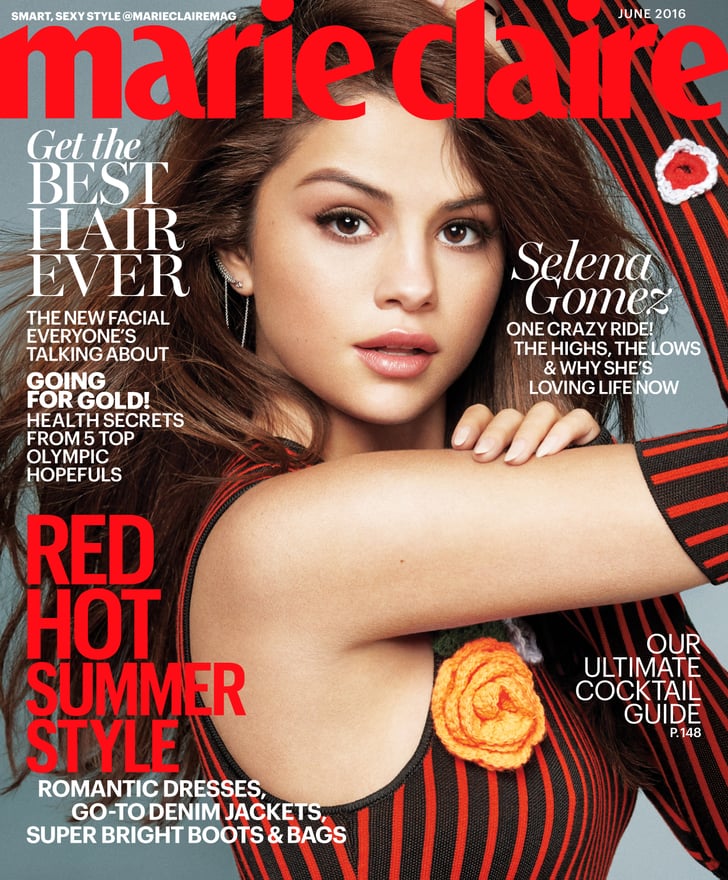 SMART, SEXY STYLE @MARIECLAIREMAG
JUNE 2016
marie claire
Get the
BEST
HAIR
EVER
THE NEW FACIAL
EVERYONE'S
TALKING ABOUT
GOING
FOR GOLD!
HEALTH SECRETS
FROM 5 TOP
OLYMPIC
HOPEFULS
Selena
Gomez
ONE CRAZY RIDE!
THE HIGHS, THE LOWS
& WHY SHE'S
LOVING LIFE NOW
RED
HOT
SUMMER
STYLE
ROMANTIC DRESSES,
GO-TO DENIM JACKETS,
SUPER BRIGHT BOOTS & BAGS
OUR
ULTIMATE
COCKTAIL
GUIDE
P.148